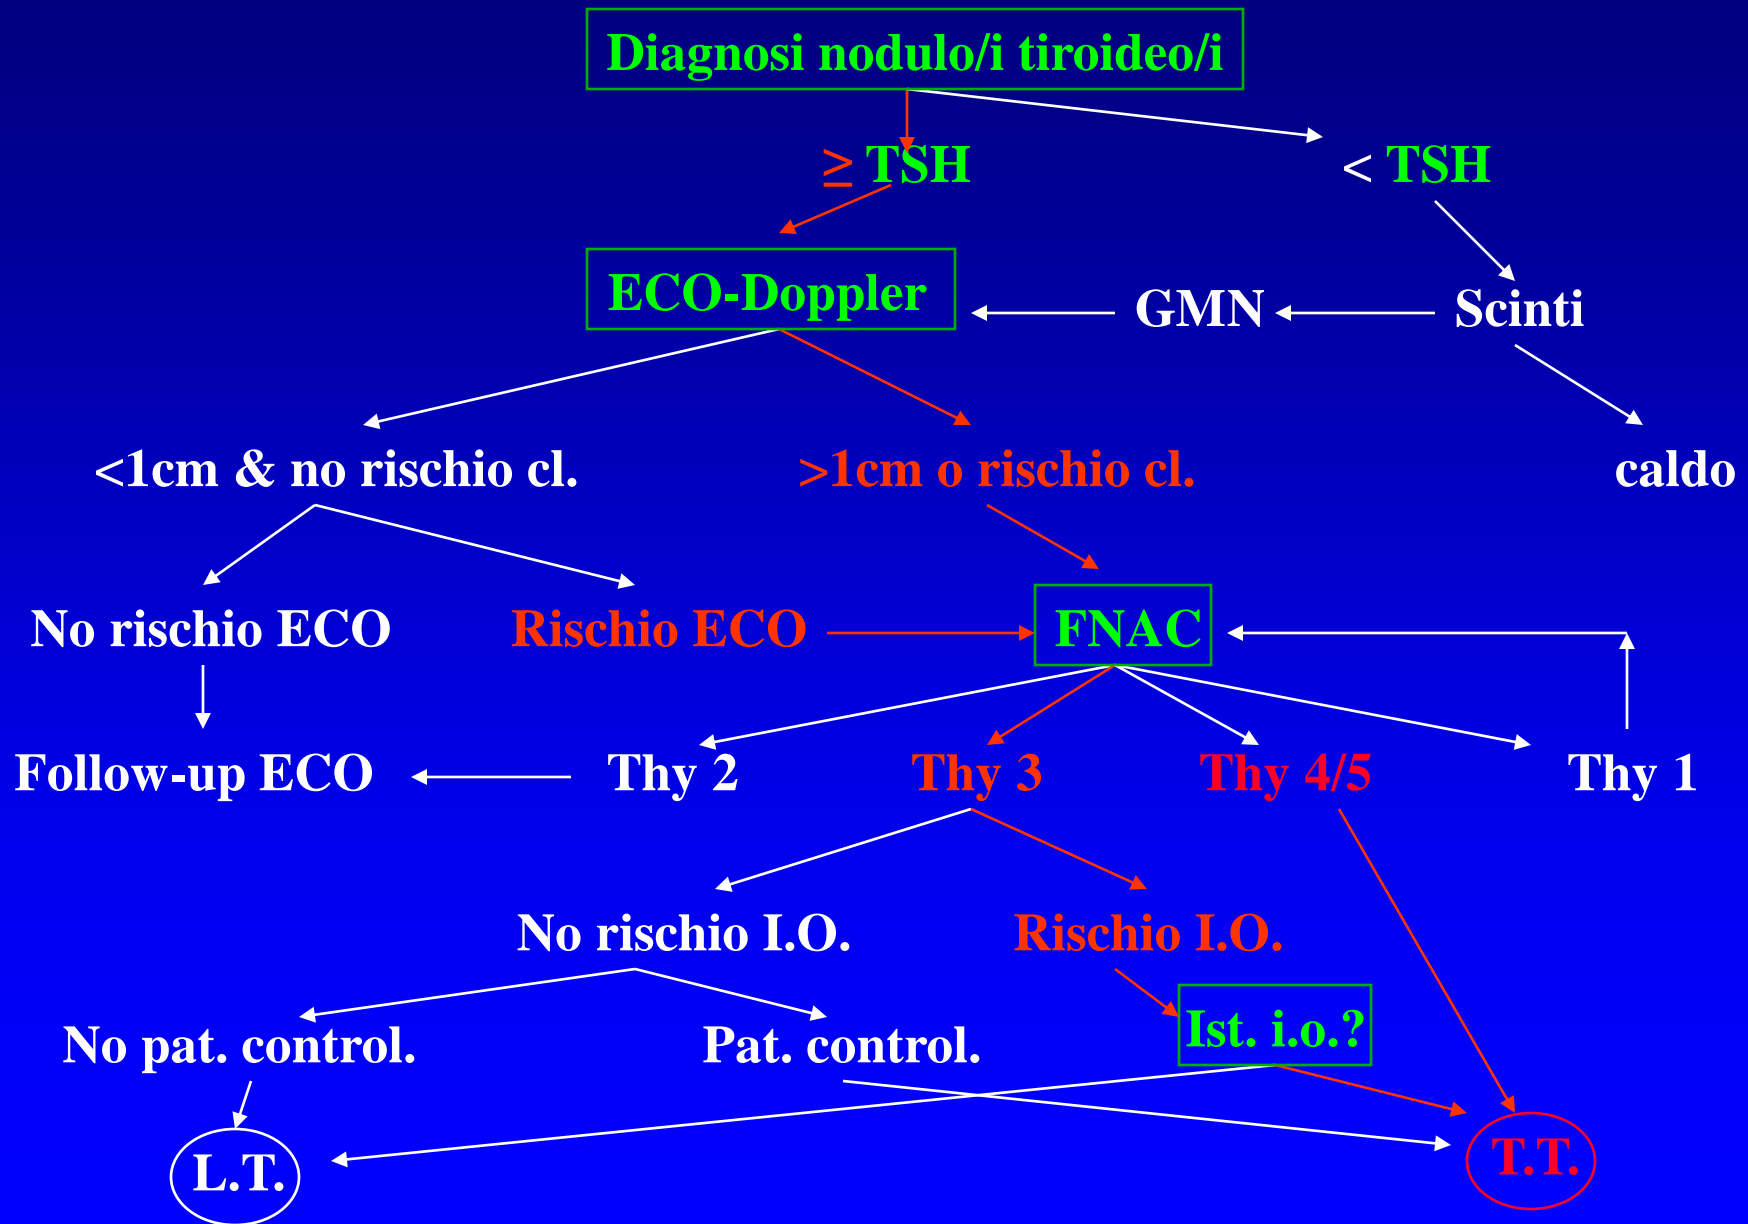 Diagnosi nodulo/i tiroideo/i
≥ TSH
< TSH
ECO-Doppler
GMN
Scinti
<1cm & no rischio cl.
>1cm o rischio cl.
caldo
No rischio ECO
Rischio ECO
FNAC
Follow-up ECO
Thy 2
Thy 3
Thy 4/5
Thy 1
No rischio I.O.
Rischio I.O.
No pat. control.
Pat. control.
Ist. i.o.?
L.T.
T.T.